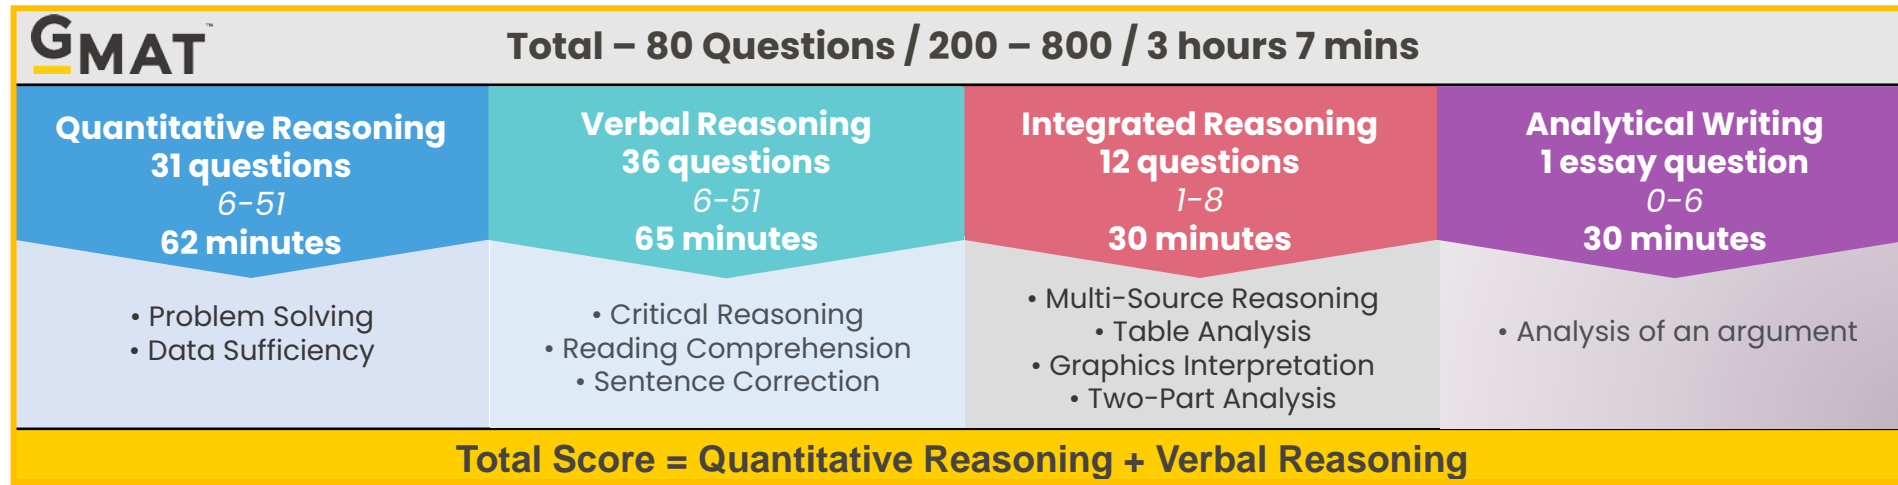 GMAT™
Total – 80 Questions / 200 – 800 / 3 hours 7 mins
Quantitative Reasoning
31 questions
6-51
62 minutes
• Problem Solving
• Data Sufficiency
Verbal Reasoning
36 questions
6-51
65 minutes
• Critical Reasoning
• Reading Comprehension
• Sentence Correction
Integrated Reasoning
12 questions
1-8
30 minutes
• Multi-Source Reasoning
• Table Analysis
• Graphics Interpretation
• Two-Part Analysis
Analytical Writing
1 essay question
0-6
30 minutes
• Analysis of an argument
Total Score = Quantitative Reasoning + Verbal Reasoning